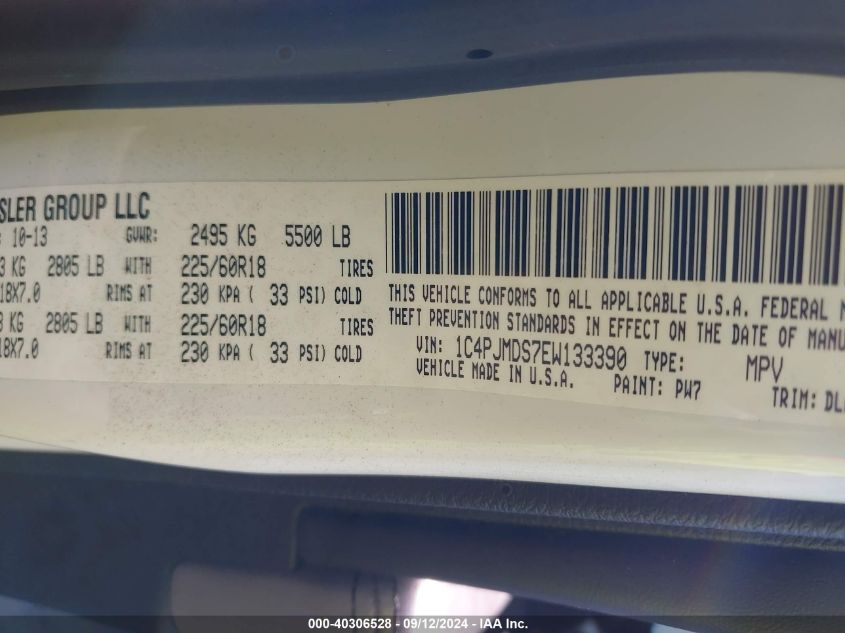 SLER GROUP LLC
: 10-13 GVWR: 2495 KG 5500 LB
3 KG 2805 LB WITH 225/60R18 TIRES
18X7.0 RIMS AT 230 KPA ( 33 PSI) COLD
3 KG 2805 LB WITH 225/60R18 TIRES
18X7.0 RIMS AT 230 KPA ( 33 PSI) COLD
THIS VEHICLE CONFORMS TO ALL APPLICABLE U.S.A. FEDERAL M
THEFT PREVENTION STANDARDS IN EFFECT ON THE DATE OF MANU
VIN: 1C4PJMDS7EW133390 TYPE: MPV
VEHICLE MADE IN U.S.A. PAINT: PW7 TRIM: DL
000-40306528 - 09/12/2024 - IAA Inc.